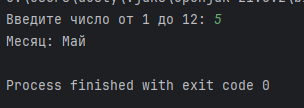 Введите число от 1 до 12: 5
Месяц: Май
Process finished with exit code 0